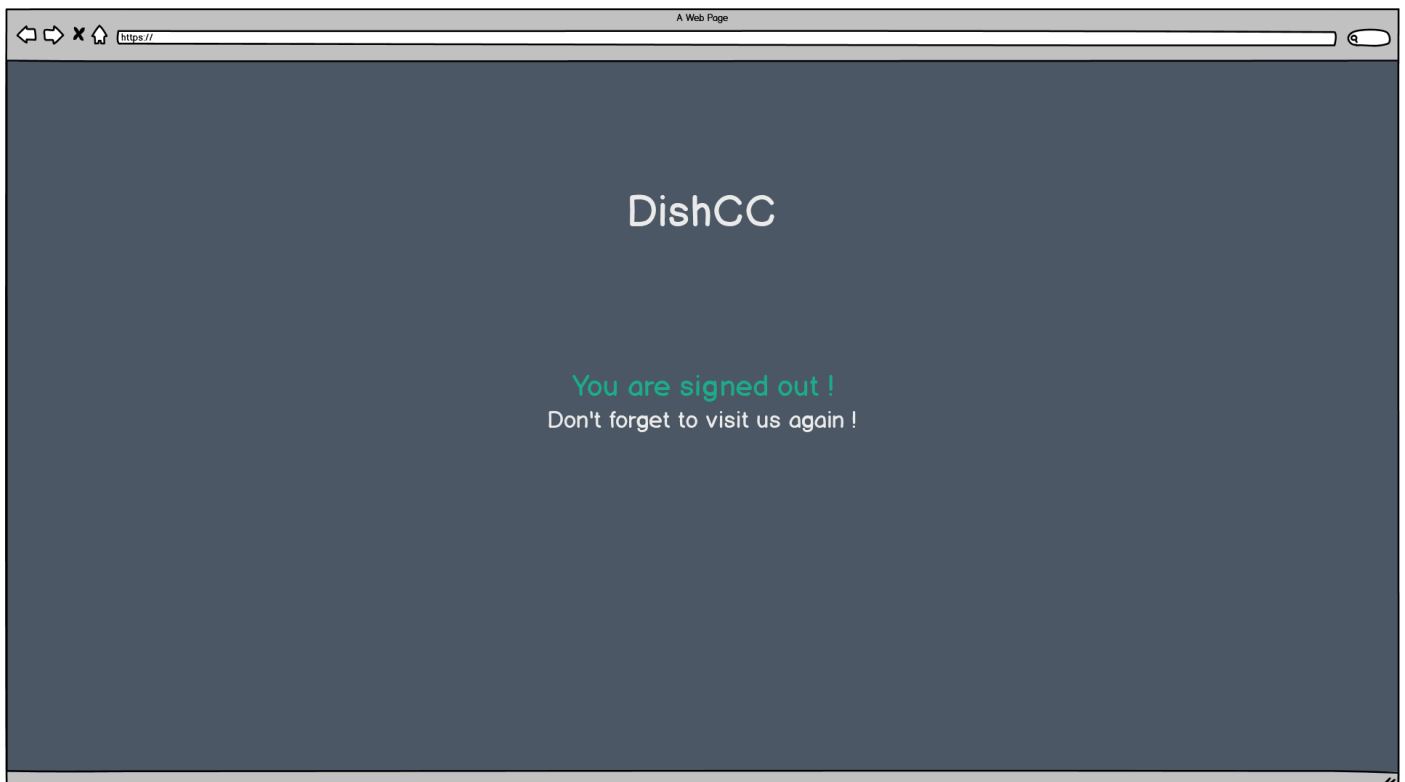 A Web Page
https://
DishCC
You are signed out !
Don't forget to visit us again !